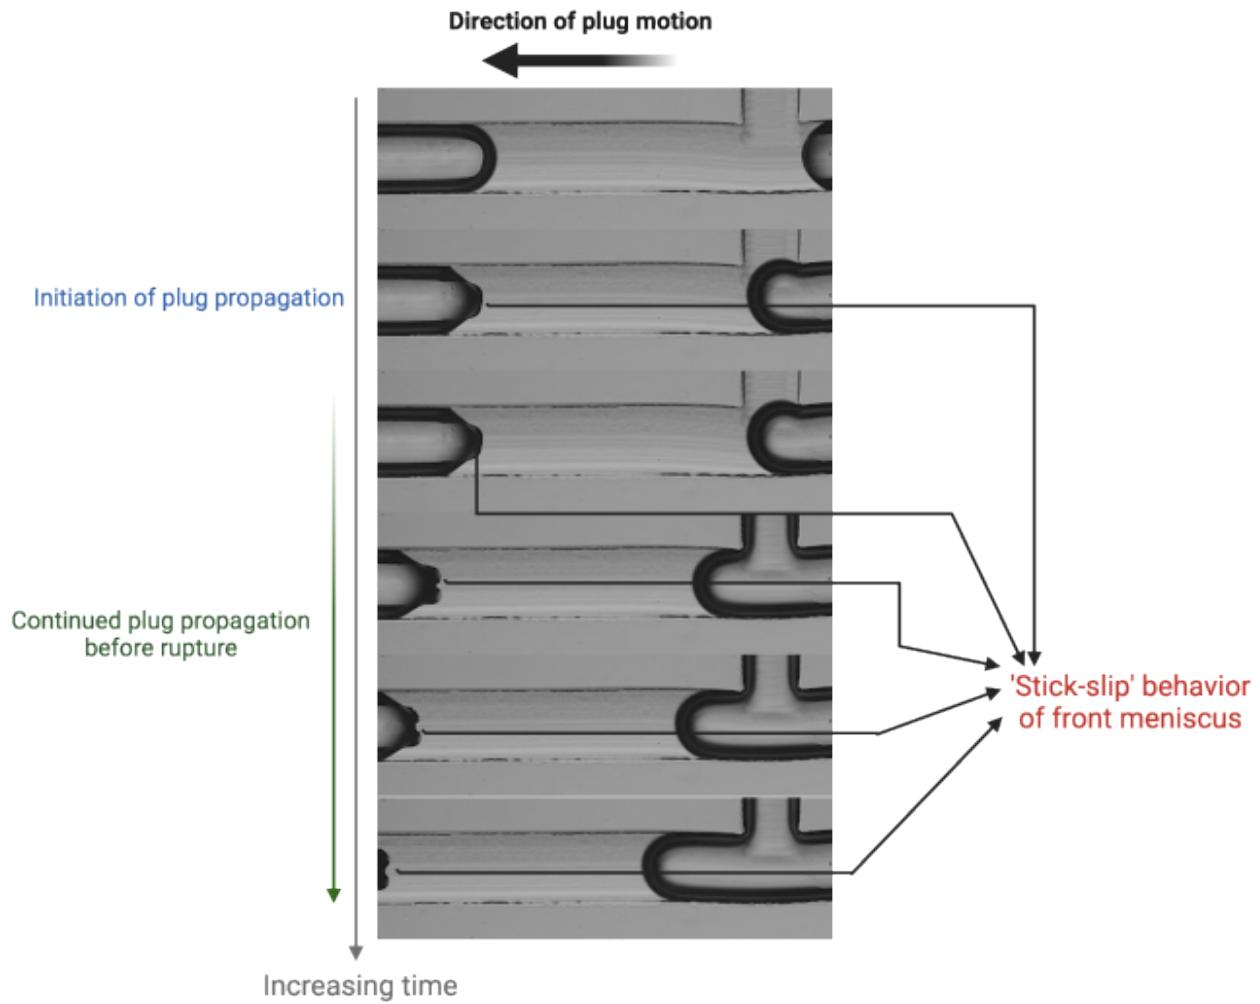 Direction of plug motion
Initiation of plug propagation
Continued plug propagation
before rupture
'Stick-slip' behavior
of front meniscus
Increasing time